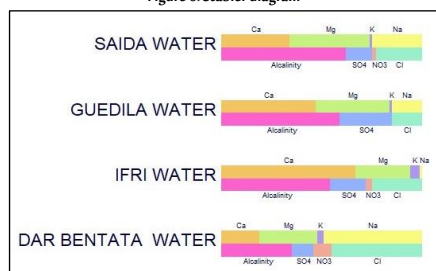 Figure 6. Stabler diagram
Ca Mg K Na
SAIDA WATER
Alcalinity SO4 NO3 Cl
Ca Mg K Na
GUEDILA WATER
Alcalinity SO4 Cl
Ca Mg K Na
IFRI WATER
Alcalinity SO4 NO3 Cl
Ca Mg K Na
DAR BENTATA WATER
Alcalinity SO4 NO3 Cl